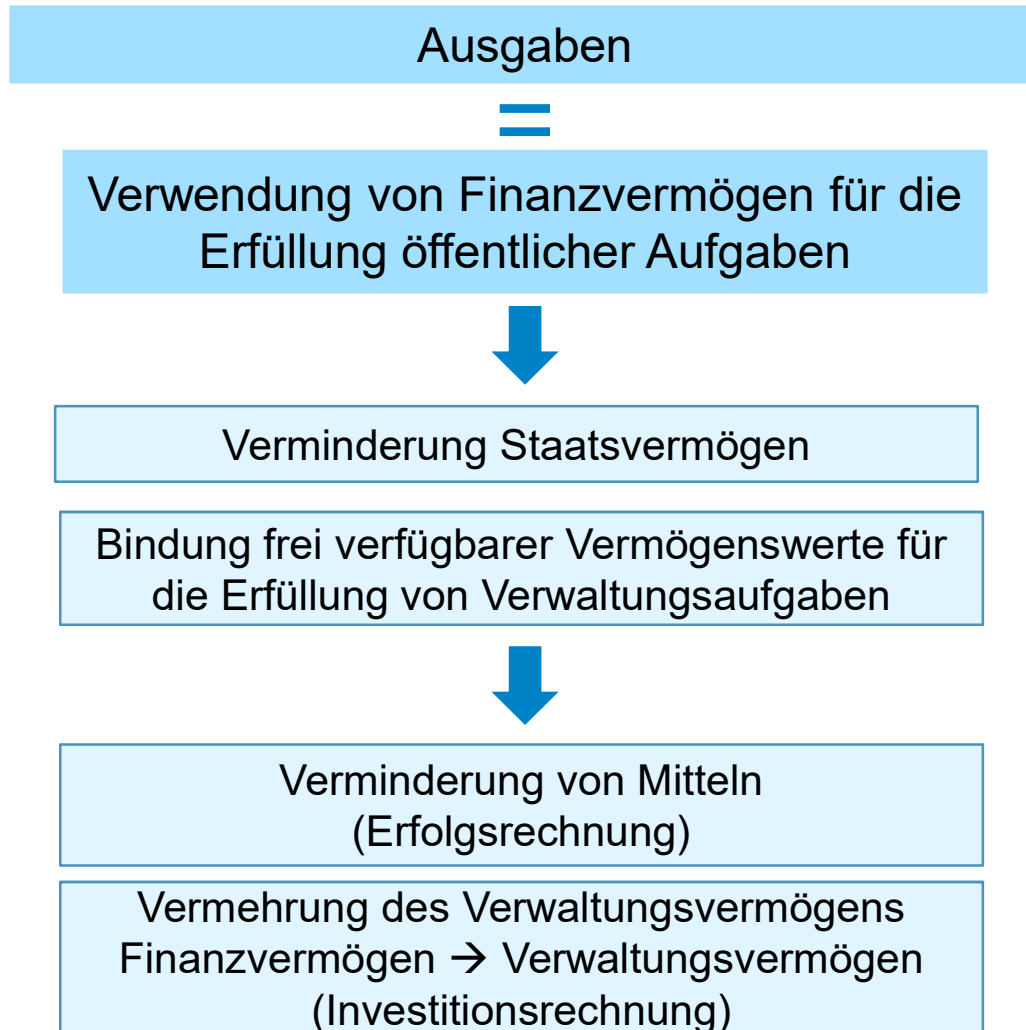 Ausgaben
=
Verwendung von Finanzvermögen für die
Erfüllung öffentlicher Aufgaben
Verminderung Staatsvermögen
Bindung frei verfügbarer Vermögenswerte für
die Erfüllung von Verwaltungsaufgaben
Verminderung von Mitteln
(Erfolgsrechnung)
Vermehrung des Verwaltungsvermögens
Finanzvermögen → Verwaltungsvermögen
(Investitionsrechnung)